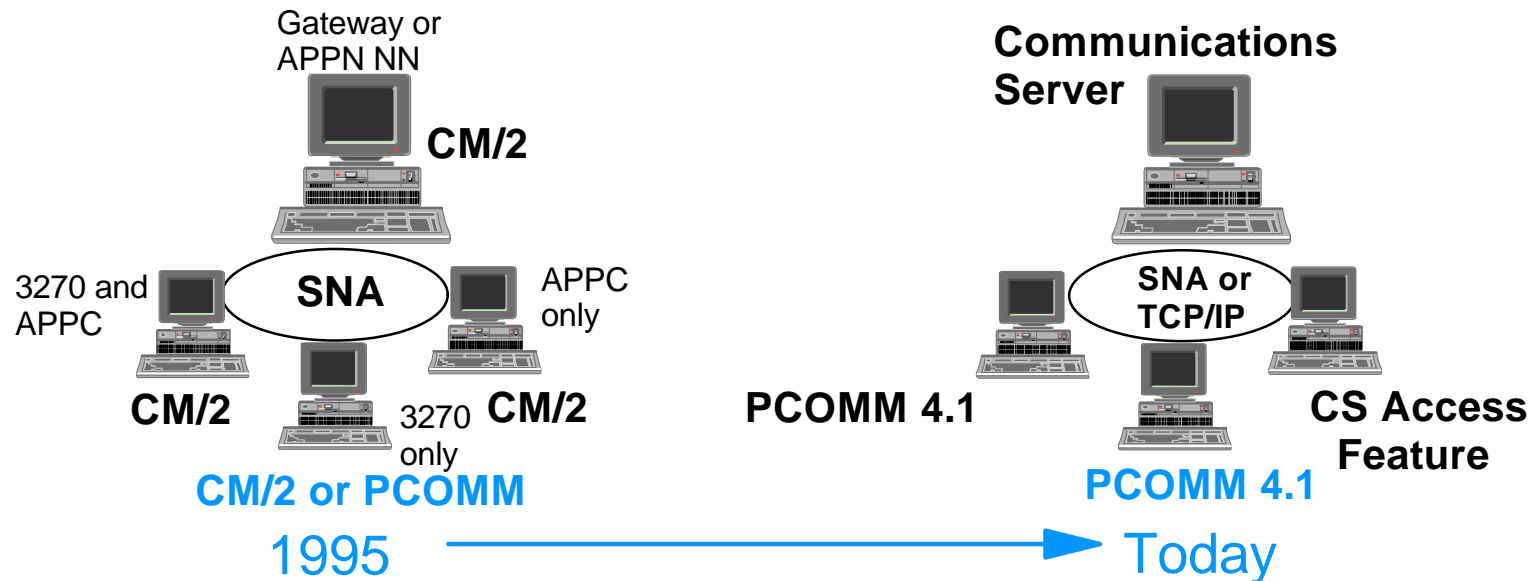 Gateway or
APPN NN
CM/2
3270 and
APPC
SNA
APPC
only
CM/2
3270
only
CM/2
CM/2 or PCOMM
1995
Communications
Server
SNA or
TCP/IP
PCOMM 4.1
CS Access
Feature
PCOMM 4.1
Today